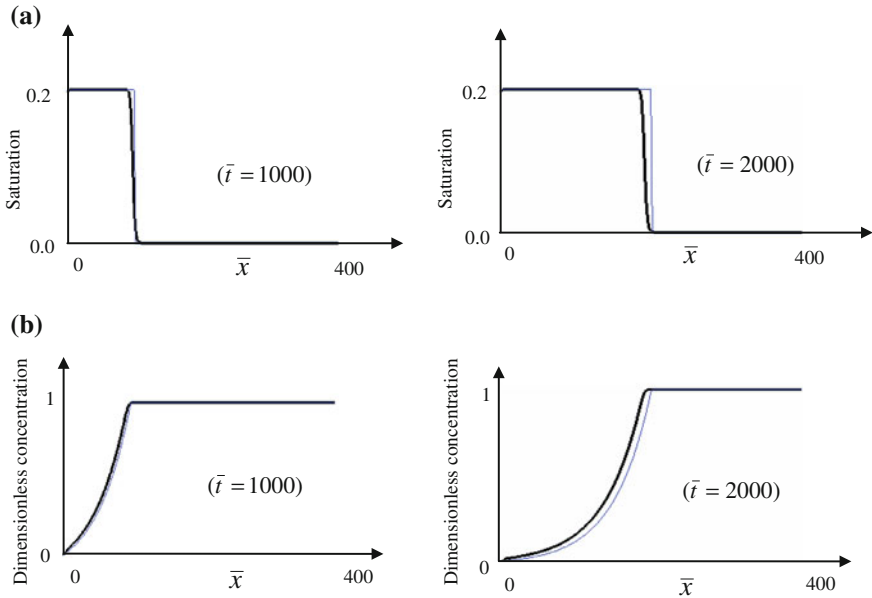 (a)
Saturation
0.2
0.0
0
x̄
400
(t̄ = 1000)
Saturation
0.2
0.0
0
x̄
400
(t̄ = 2000)
(b)
Dimensionless concentration
1
0
0
x̄
400
(t̄ = 1000)
Dimensionless concentration
1
0
0
x̄
400
(t̄ = 2000)